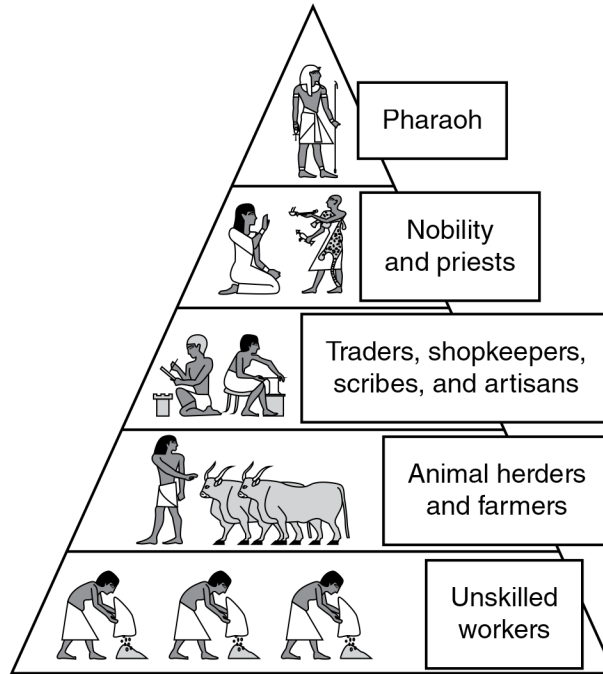 Pharaoh
Nobility
and priests
Traders, shopkeepers,
scribes, and artisans
Animal herders
and farmers
Unskilled
workers